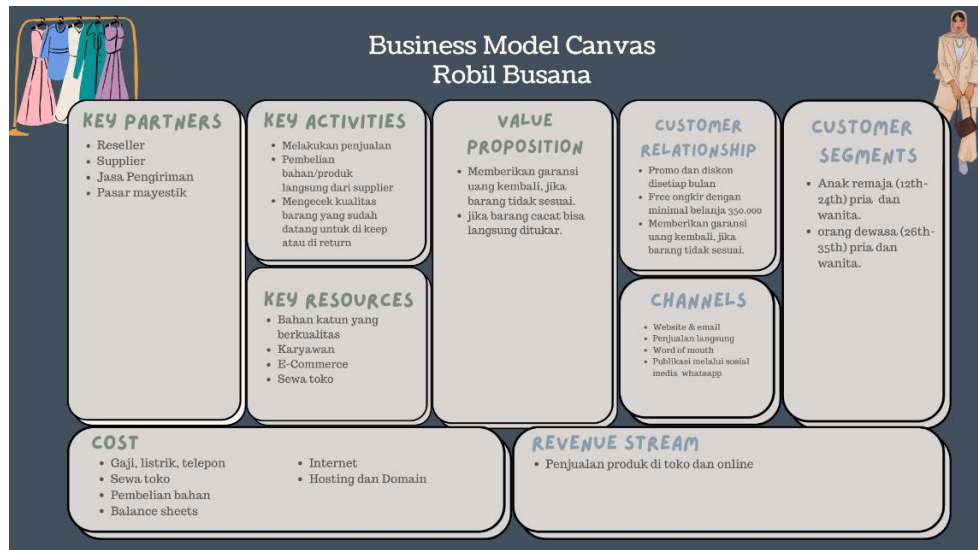 Business Model Canvas
Robil Busana
KEY PARTNERS
• Reseller
• Supplier
• Jasa Pengiriman
• Pasar mayestik
KEY ACTIVITIES
• Melakukan penjualan
• Pembelian
bahan/produk
langsung dari supplier
• Mengecek kualitas
barang yang sudah
datang untuk di keep
atau di return
KEY RESOURCES
• Bahan katun yang
berkualitas
• Karyawan
• E-Commerce
• Sewa toko
VALUE
PROPOSITION
• Memberikan garansi
uang kembali, jika
barang tidak sesuai.
• jika barang cacat bisa
langsung ditukar.
CUSTOMER
RELATIONSHIP
• Promo dan diskon
disetiap bulan
• Free ongkir dengan
minimal belanja 350.000
• Memberikan garansi
uang kembali, jika
barang tidak sesuai.
CHANNELS
• Website & email
• Penjualan langsung
• Word of mouth
• Publikasi melalui sosial
media whatsapp
CUSTOMER
SEGMENTS
• Anak remaja (12th-
24th) pria dan
wanita.
• orang dewasa (26th-
35th) pria dan
wanita.
COST
• Gaji, listrik, telepon
• Sewa toko
• Pembelian bahan
• Balance sheets
• Internet
• Hosting dan Domain
REVENUE STREAM
• Penjualan produk di toko dan online